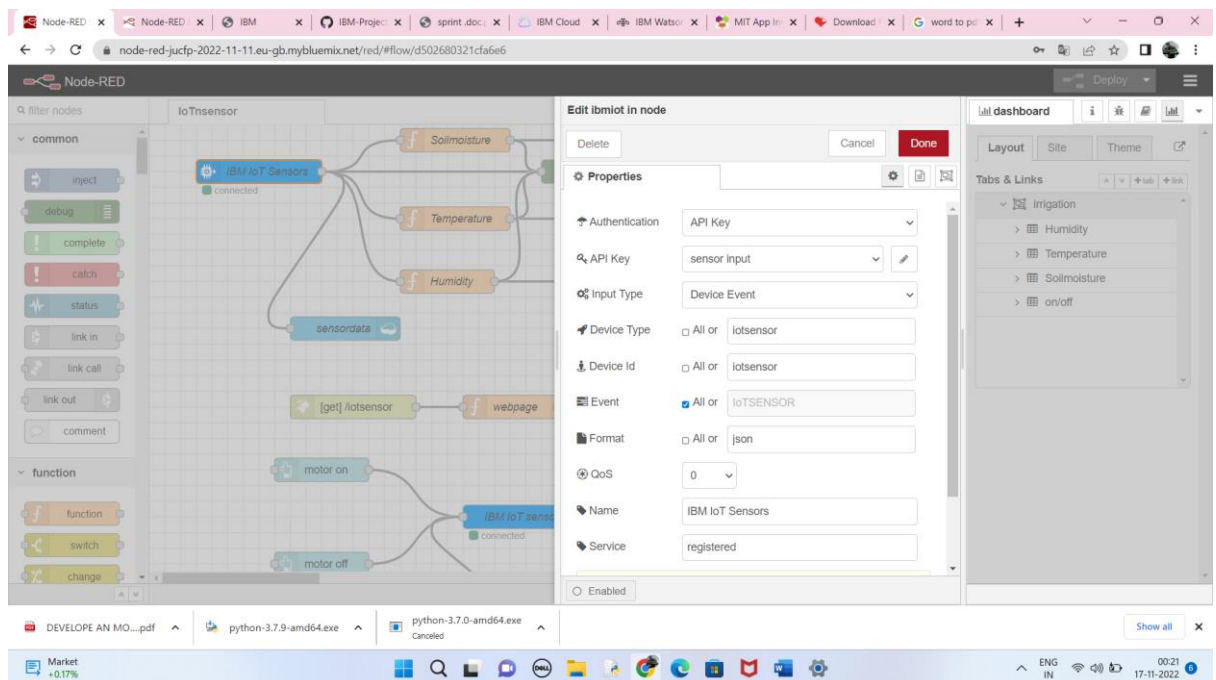 Node-RED : x Node-RED x IBM x IBM-Project x sprint .doc. x IBM Cloud x IBM Watson x MIT App In x Download x word to pd x +
node-red-jucfp-2022-11-11.eu-gb.mybluemix.net/red/#flow/d502680321cfa6e6
Node-RED Deploy
filter nodes
common
inject
debug
complete
catch
status
link in
link call
link out
comment
function
function
switch
change
IoTnsensor
Soilmoisture
IBM IoT Sensors
connected
Temperature
Humidity
sensordata
[get] /iotsensor
webpage
motor on
IBM IoT senso
connected
motor off
Edit ibmiot in node
Delete Cancel Done
Properties
Authentication API Key
API Key sensor input
Input Type Device Event
Device Type All or iotsensor
Device Id All or iotsensor
Event All or IoTSENSOR
Format All or json
QoS 0
Name IBM IoT Sensors
Service registered
Enabled
dashboard i
Layout Site Theme
Tabs & Links +tab +link
irrigation
Humidity
Temperature
Soilmoisture
on/off
DEVELOPE AN MO....pdf python-3.7.9-amd64.exe python-3.7.0-amd64.exe Show all
Canceled
Market
+0.17%
DELL
ENG
IN
00:21
17-11-2022
6